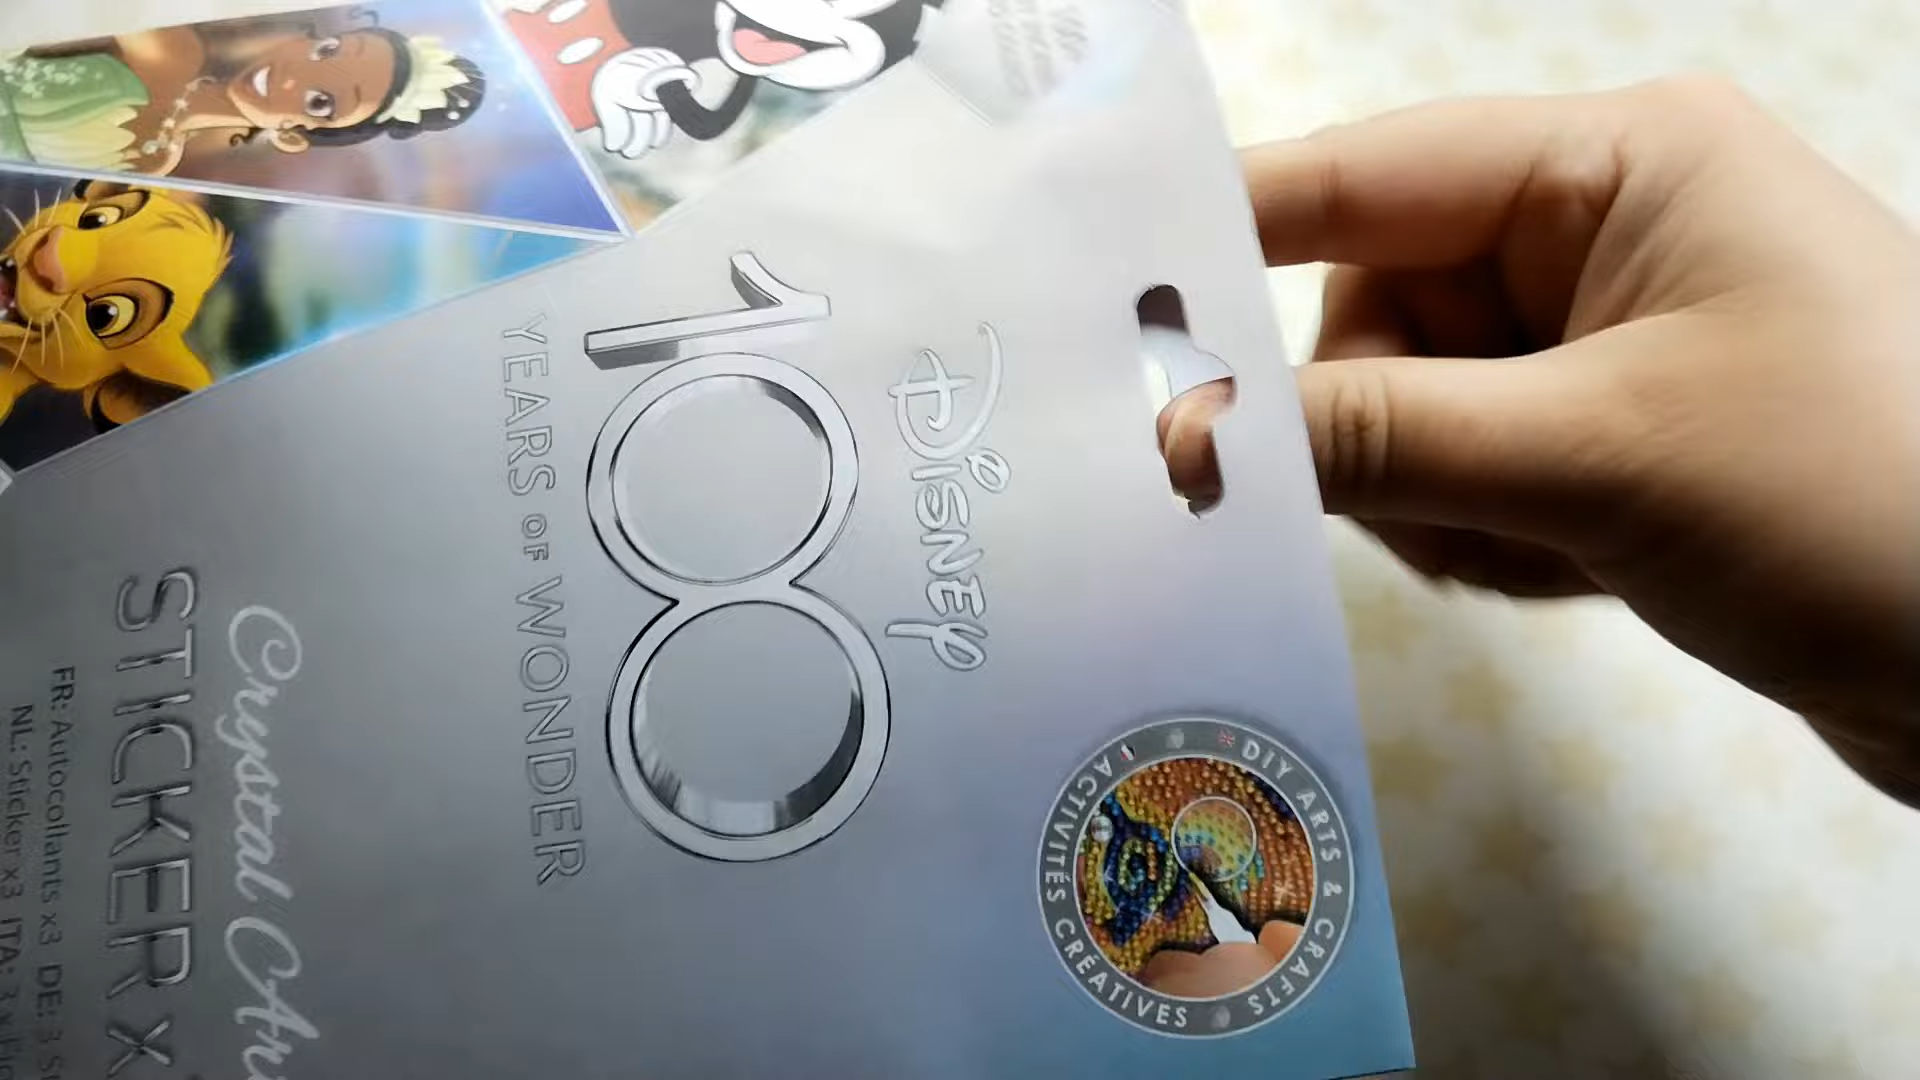 DISNEY
100
YEARS OF WONDER
DIY ARTS & CRAFTS
ACTIVITÉS CRÉATIVES
Crystal Art
STICKER X
FR: Autocollants x3 DE: 3
NL: Sticker x3 ITA: 3 x